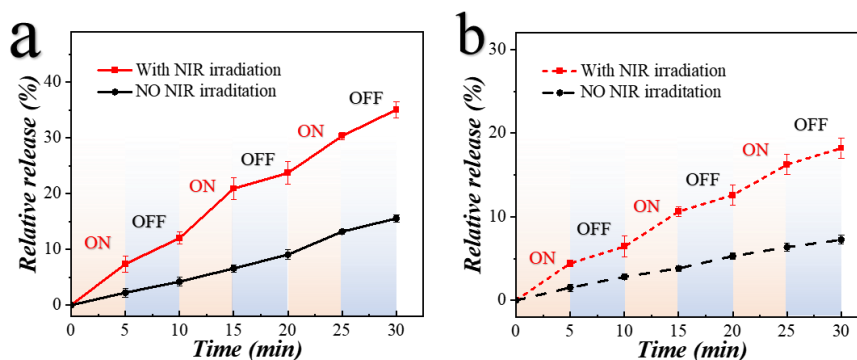 a
Relative release (%)
40
30
20
10
0
With NIR irradiation
NO NIR irraditation
ON
OFF
ON
OFF
ON
OFF
0 5 10 15 20 25 30
Time (min)
b
Relative release (%)
30
20
10
0
With NIR irradiation
NO NIR irraditation
ON
OFF
ON
OFF
ON
OFF
0 5 10 15 20 25 30
Time (min)